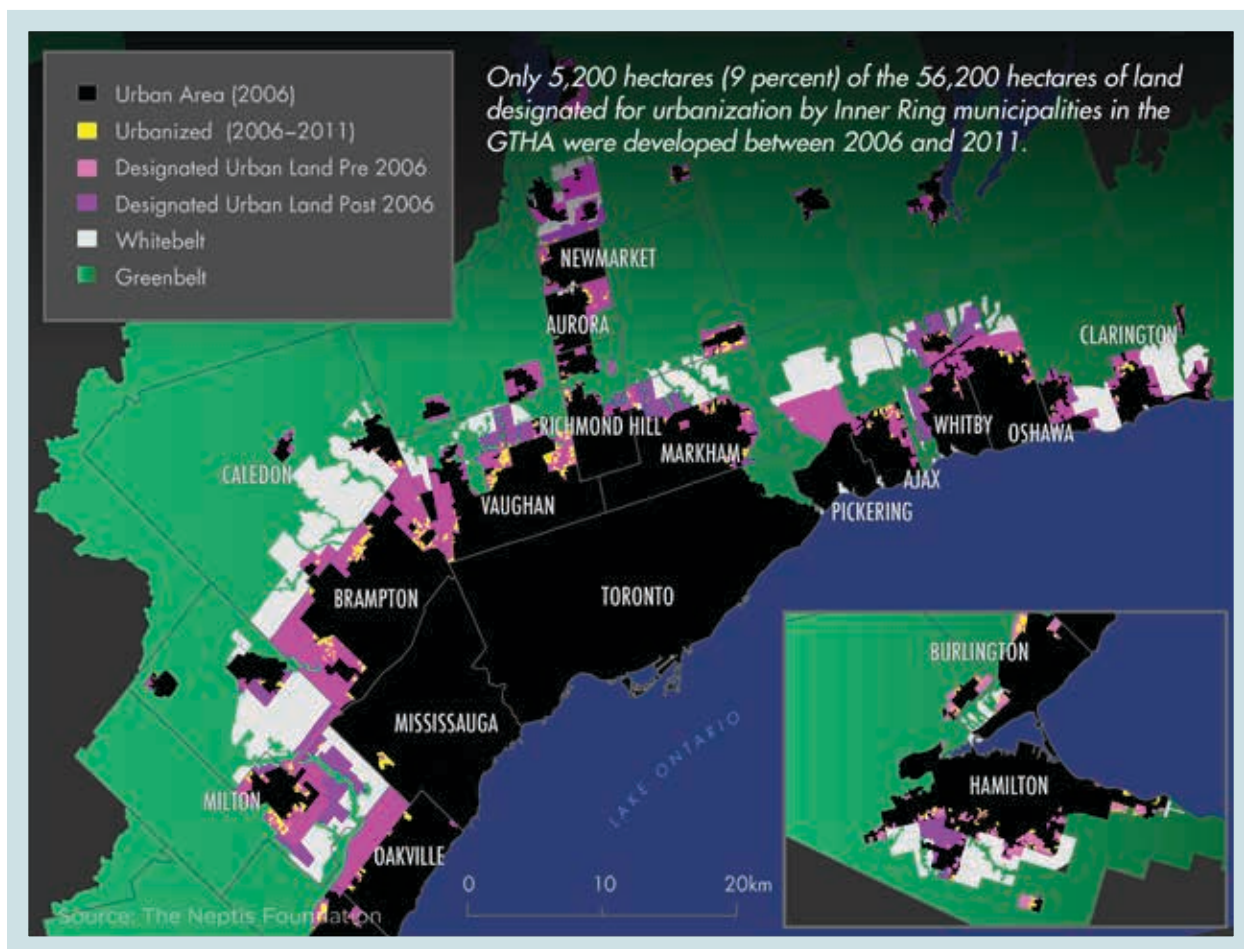 Urban Area (2006)
Urbanized (2006–2011)
Designated Urban Land Pre 2006
Designated Urban Land Post 2006
Whitebelt
Greenbelt
Only 5,200 hectares (9 percent) of the 56,200 hectares of land
designated for urbanization by Inner Ring municipalities in the
GTHA were developed between 2006 and 2011.
NEWMARKET
AURORA
CLARINGTON
RICHMOND HILL
WHITBY
OSHAWA
MARKHAM
CALEDON
AJAX
VAUGHAN
PICKERING
BRAMPTON
TORONTO
BURLINGTON
MISSISSAUGA
LAKE ONTARIO
HAMILTON
MILTON
OAKVILLE
0 10 20km
Source: The Neptis Foundation